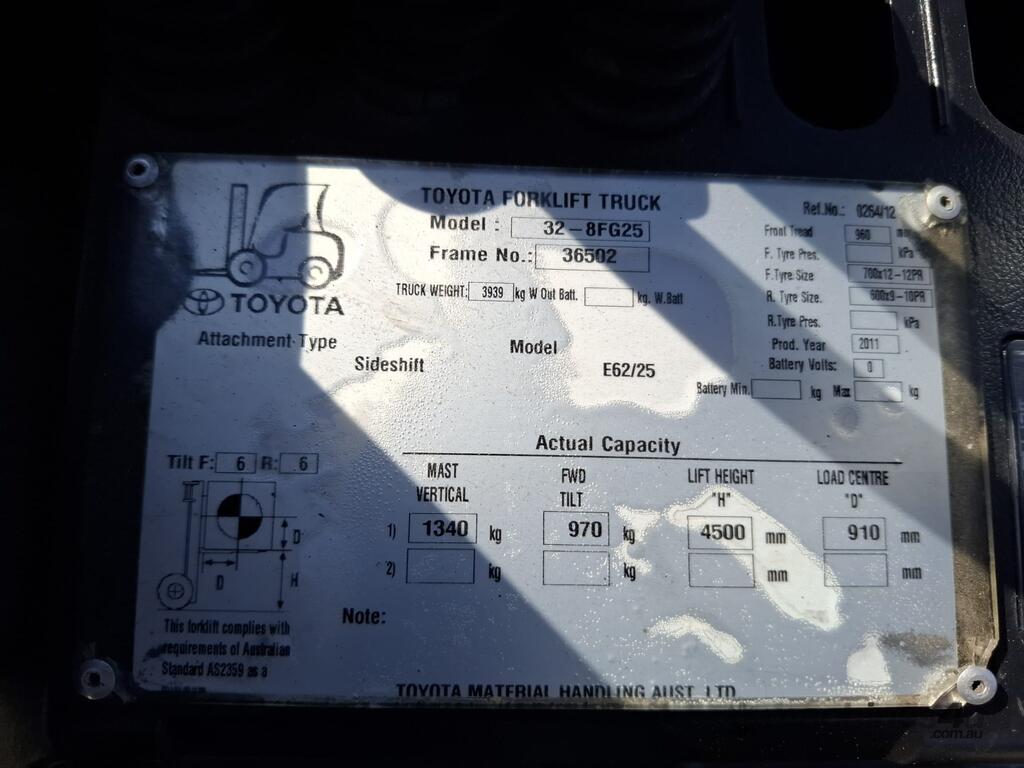 TOYOTA FORKLIFT TRUCK
Ref.No.: 0264/12
Model : 32-8FG25
Front Tread 960
Frame No.: 36502
F. Tyre Pres. kPa
F.Tyre Size 700x12-12PR
TRUCK WEIGHT: 3939 kg W Out Batt. kg. W.Batt
R. Tyre Size. 600x9-10PR
TOYOTA
R.Tyre Pres. kPa
Attachment Type
Model
Prod. Year 2011
Sideshift
E62/25
Battery Volts: 0
Battery Min. kg Max kg
Actual Capacity
Tilt F: 6 R: 6
MAST VERTICAL
FWD TILT
LIFT HEIGHT "H"
LOAD CENTRE "D"
1) 1340 kg 970 kg 4500 mm 910 mm
2) kg kg mm mm
D
D
H
Note:
This forklift complies with
requirements of Australian
Standard AS2359 as a
TOYOTA MATERIAL HANDLING AUST. LTD
.com.au